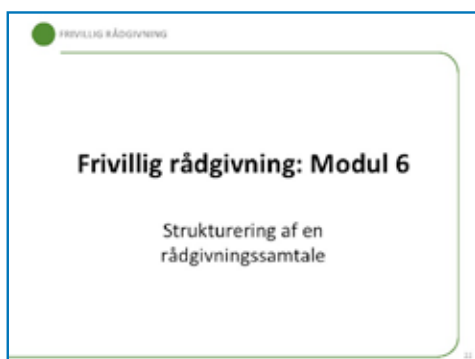 FRIVILLIG RÅDGIVNING
Frivillig rådgivning: Modul 6
Strukturering af en
rådgivningssamtale